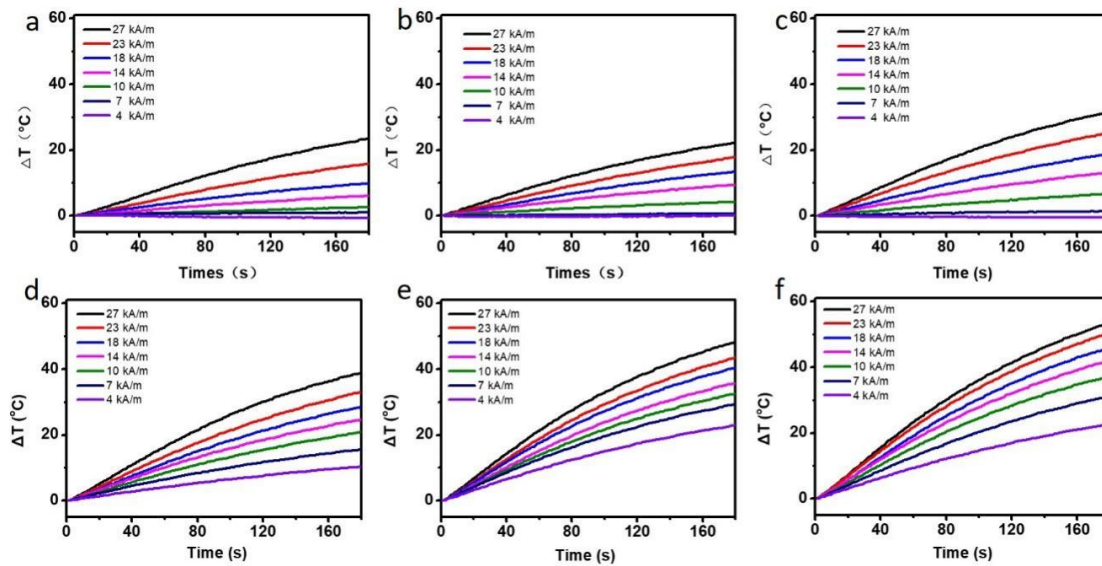 a
60
40
20
0
△T（°C）
27 kA/m
23 kA/m
18 kA/m
14 kA/m
10 kA/m
7 kA/m
4 kA/m
0 40 80 120 160
Times（s）
b
60
40
20
0
△T（°C）
27 kA/m
23 kA/m
18 kA/m
14 kA/m
10 kA/m
7 kA/m
4 kA/m
0 40 80 120 160
Times（s）
c
60
40
20
0
△T（°C）
27 kA/m
23 kA/m
18 kA/m
14 kA/m
10 kA/m
7 kA/m
4 kA/m
0 40 80 120 160
Time (s)
d
60
40
20
0
ΔT (°C)
27 kA/m
23 kA/m
18 kA/m
14 kA/m
10 kA/m
7 kA/m
4 kA/m
0 40 80 120 160
Time (s)
e
60
40
20
0
ΔT (°C)
27 kA/m
23 kA/m
18 kA/m
14 kA/m
10 kA/m
7 kA/m
4 kA/m
0 40 80 120 160
Time (s)
f
60
40
20
0
ΔT (°C)
27 kA/m
23 kA/m
18 kA/m
14 kA/m
10 kA/m
7 kA/m
4 kA/m
0 40 80 120 160
Time (s)